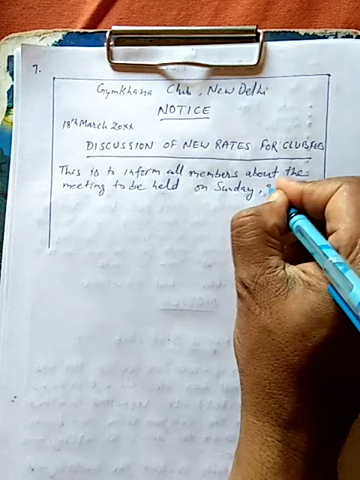 7.
Gymkhana Club, New Delhi
NOTICE
18th March 20xx
DISCUSSION OF NEW RATES FOR CLUB FEES
This is to inform all members about the
meeting to be held on Sunday,